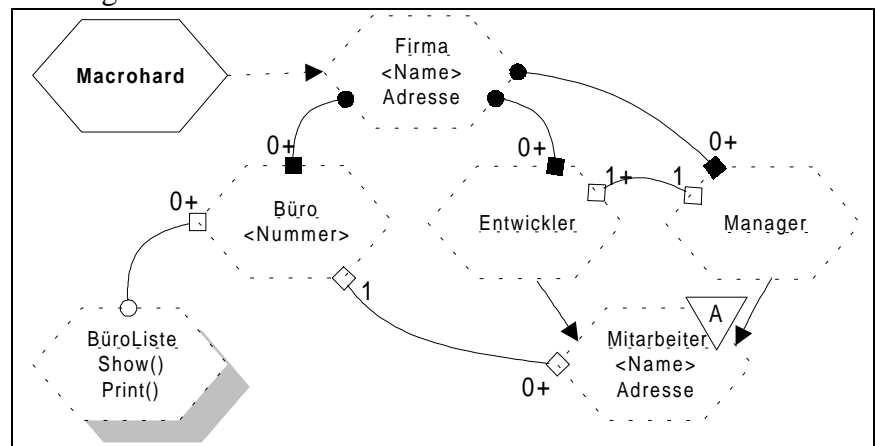 Macrohard
Firma
<Name>
Adresse
0+
0+
0+
0+
1+
1
Büro
<Nummer>
Entwickler
Manager
1
BüroListe
Show()
Print()
A
Mitarbeiter
<Name>
Adresse
0+